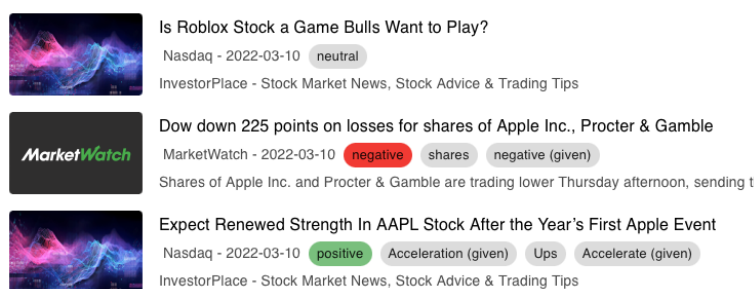 Is Roblox Stock a Game Bulls Want to Play?
Nasdaq - 2022-03-10 neutral
InvestorPlace - Stock Market News, Stock Advice & Trading Tips
MarketWatch
Dow down 225 points on losses for shares of Apple Inc., Procter & Gamble
MarketWatch - 2022-03-10 negative shares negative (given)
Shares of Apple Inc. and Procter & Gamble are trading lower Thursday afternoon, sending
Expect Renewed Strength In AAPL Stock After the Year’s First Apple Event
Nasdaq - 2022-03-10 positive Acceleration (given) Ups Accelerate (given)
InvestorPlace - Stock Market News, Stock Advice & Trading Tips